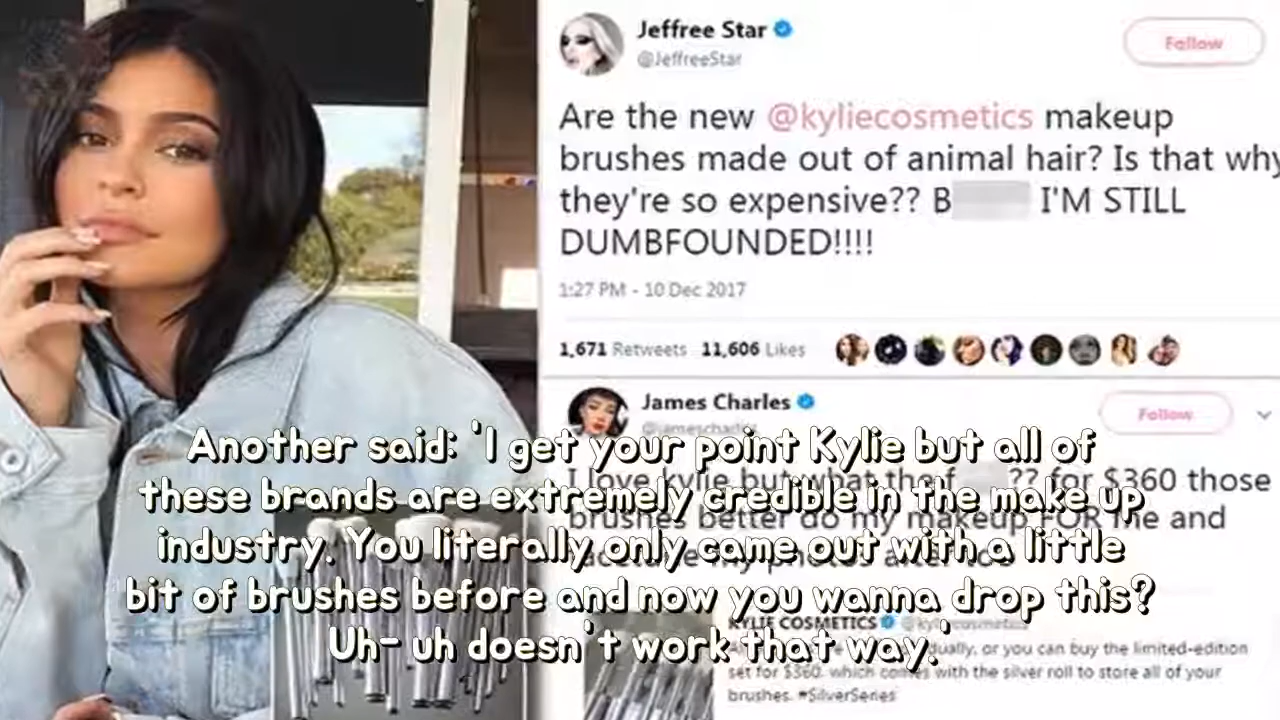 Jeffree Star
@JeffreeStar
Follow
Are the new @kyliecosmetics makeup
brushes made out of animal hair? Is that why
they're so expensive?? B I'M STILL
DUMBFOUNDED!!!!
1:27 PM - 10 Dec 2017
1,671 Retweets 11,606 Likes
James Charles
@jamescharles
Follow
I love kylie but what the f ?? for $360 those
brushes better do my makeup FOR me and
facetune my photos after too
KYLIE COSMETICS @kyliecosmetics
dually, or you can buy the limited-edition
set for $360, which comes with the silver roll to store all of your
brushes. #SilverSeries
Another said: 'I get your point Kylie but all of
these brands are extremely credible in the make up
industry. You literally only came out with a little
bit of brushes before and now you wanna drop this?
Uh- uh doesn't work that way.'